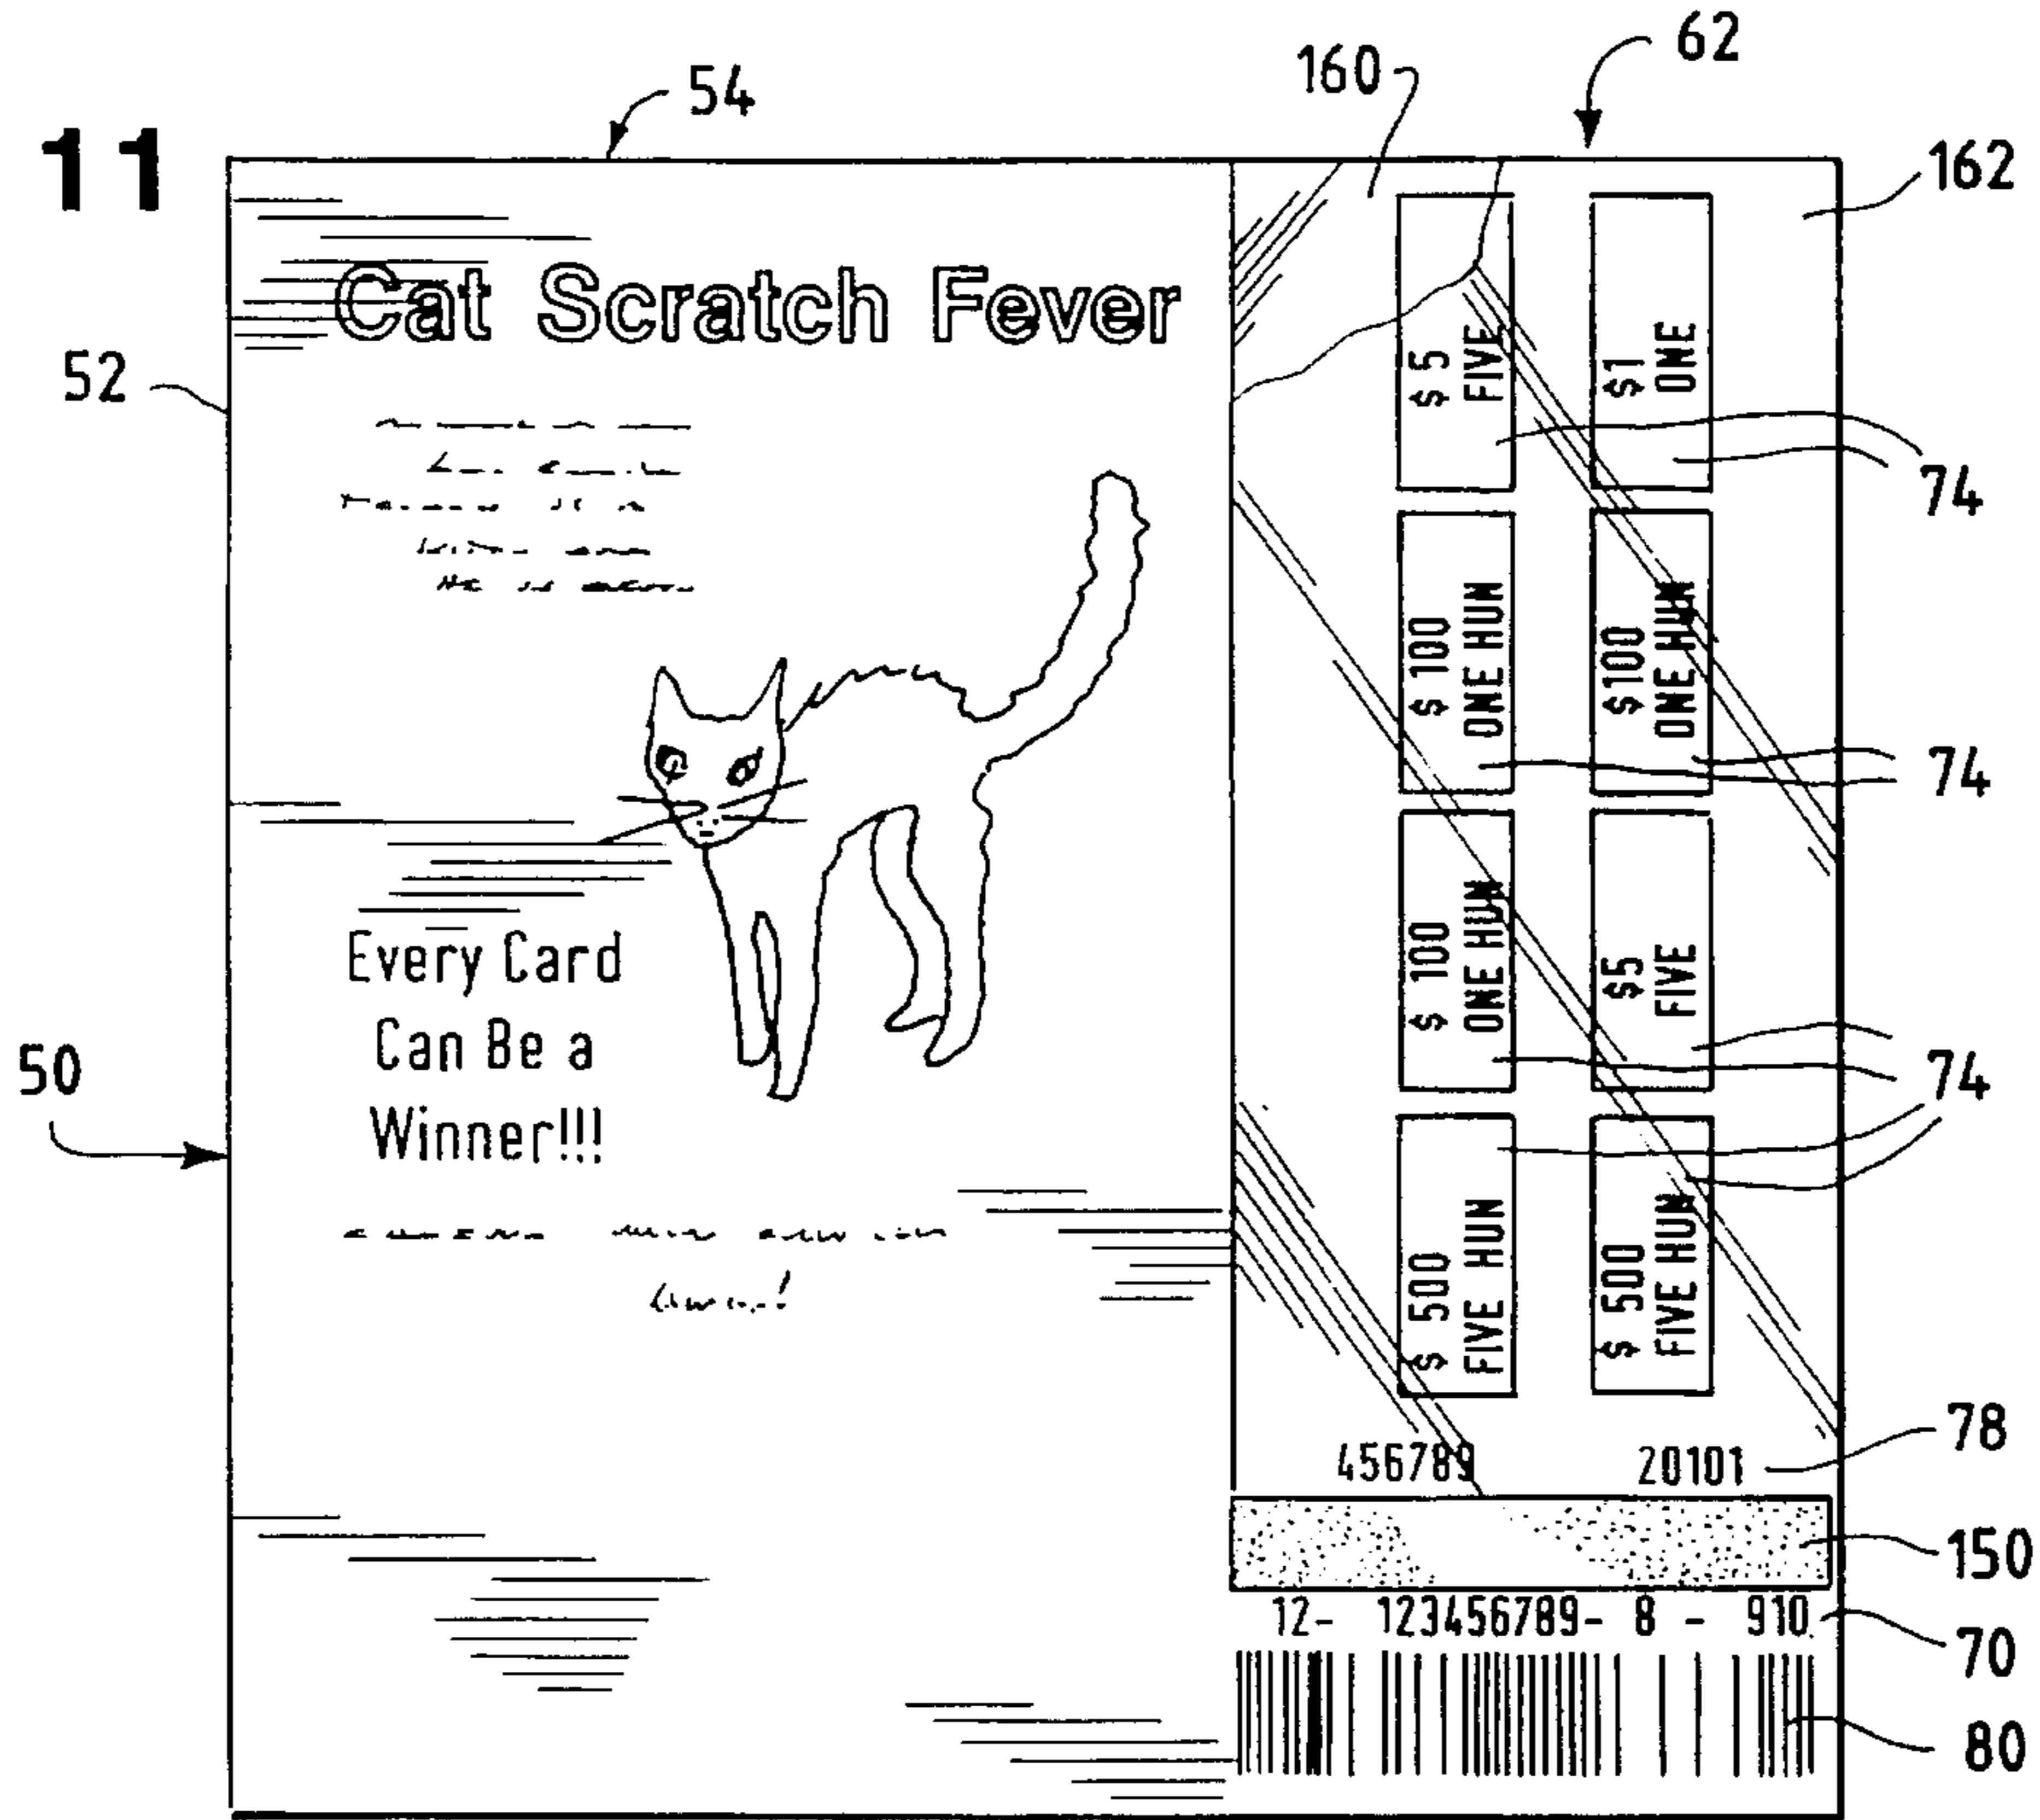 11
54
160
62
162
Cat Scratch Fever
52
$ 5
FIVE
$1
ONE
74
$ 100
ONE HUN
$100
ONE HUN
74
Every Card
Can Be a
Winner!!!
50
$ 100
ONE HUN
$5
FIVE
74
$ 500
FIVE HUN
$ 500
FIVE HUN
456789
20101
78
150
12- 123456789- 8 - 910
70
80